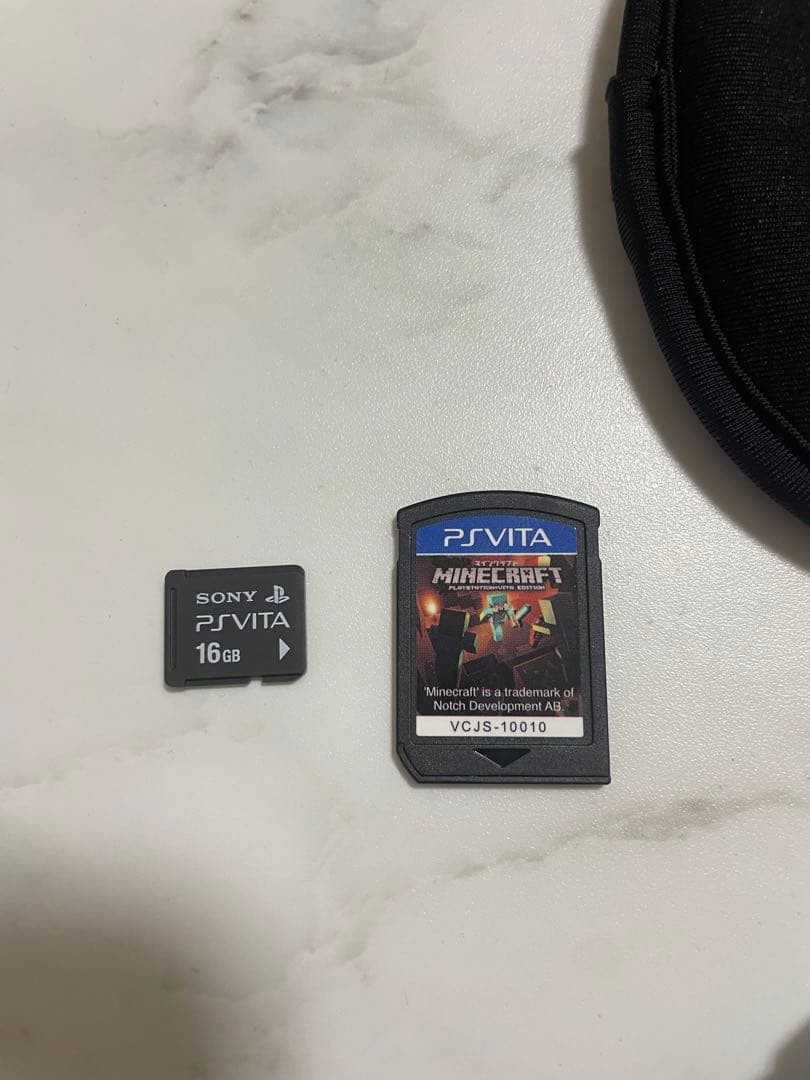 SONY
PSVITA
16GB
PSVITA
マインクラフト
MINECRAFT
PLAYSTATION®VITA EDITION
'Minecraft' is a trademark of
Notch Development AB.
VCJS-10010